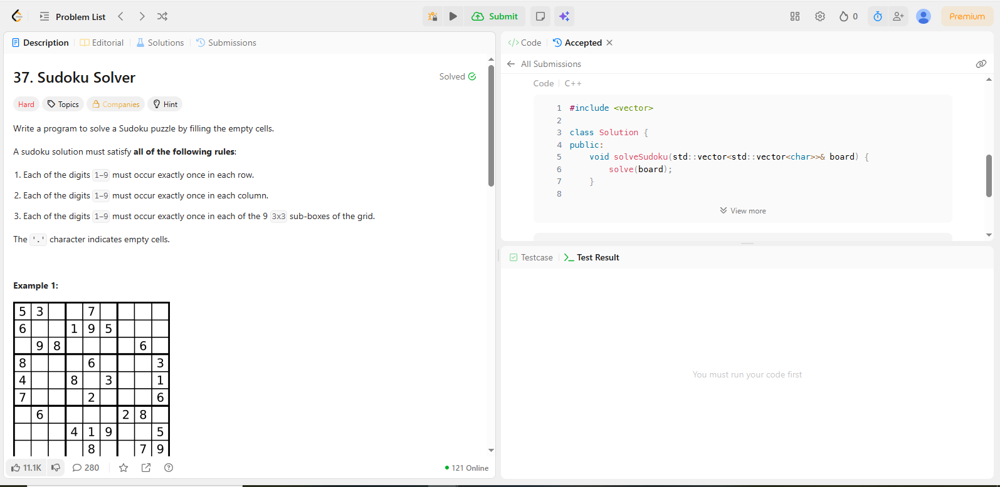 Problem List
Submit
0
Premium
Description
Editorial
Solutions
Submissions
37. Sudoku Solver
Solved
Hard
Topics
Companies
Hint
Write a program to solve a Sudoku puzzle by filling the empty cells.
A sudoku solution must satisfy all of the following rules:
1. Each of the digits 1-9 must occur exactly once in each row.
2. Each of the digits 1-9 must occur exactly once in each column.
3. Each of the digits 1-9 must occur exactly once in each of the 9 3x3 sub-boxes of the grid.
The '.' character indicates empty cells.
Example 1:
5 3 7
6 1 9 5
9 8 6
8 6 3
4 8 3 1
7 2 6
6 2 8
4 1 9 5
8 7 9
11.1K
280
121 Online
</> Code
Accepted
All Submissions
Code
C++
1 #include <vector>
2
3 class Solution {
4 public:
5 void solveSudoku(std::vector<std::vector<char>>& board) {
6 solve(board);
7 }
8
View more
Testcase
>_ Test Result
You must run your code first